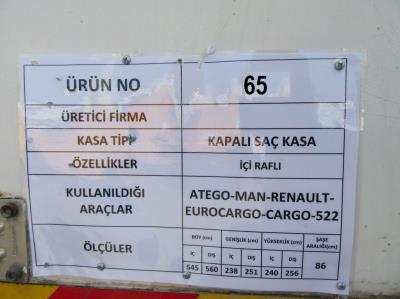 ÜRÜN NO 65
ÜRETİCİ FİRMA
KASA TİPİ KAPALI SAÇ KASA
ÖZELLİKLER İÇİ RAFLI
KULLANILDIĞI ARAÇLAR ATEGO-MAN-RENAULT-
EUROCARGO-CARGO-522
ÖLÇÜLER
BOY (cm) GENİŞLİK (cm) YÜKSEKLİK (cm) ŞASE ARALIĞI(cm)
İÇ DIŞ İÇ DIŞ İÇ DIŞ
545 560 238 251 240 256 86